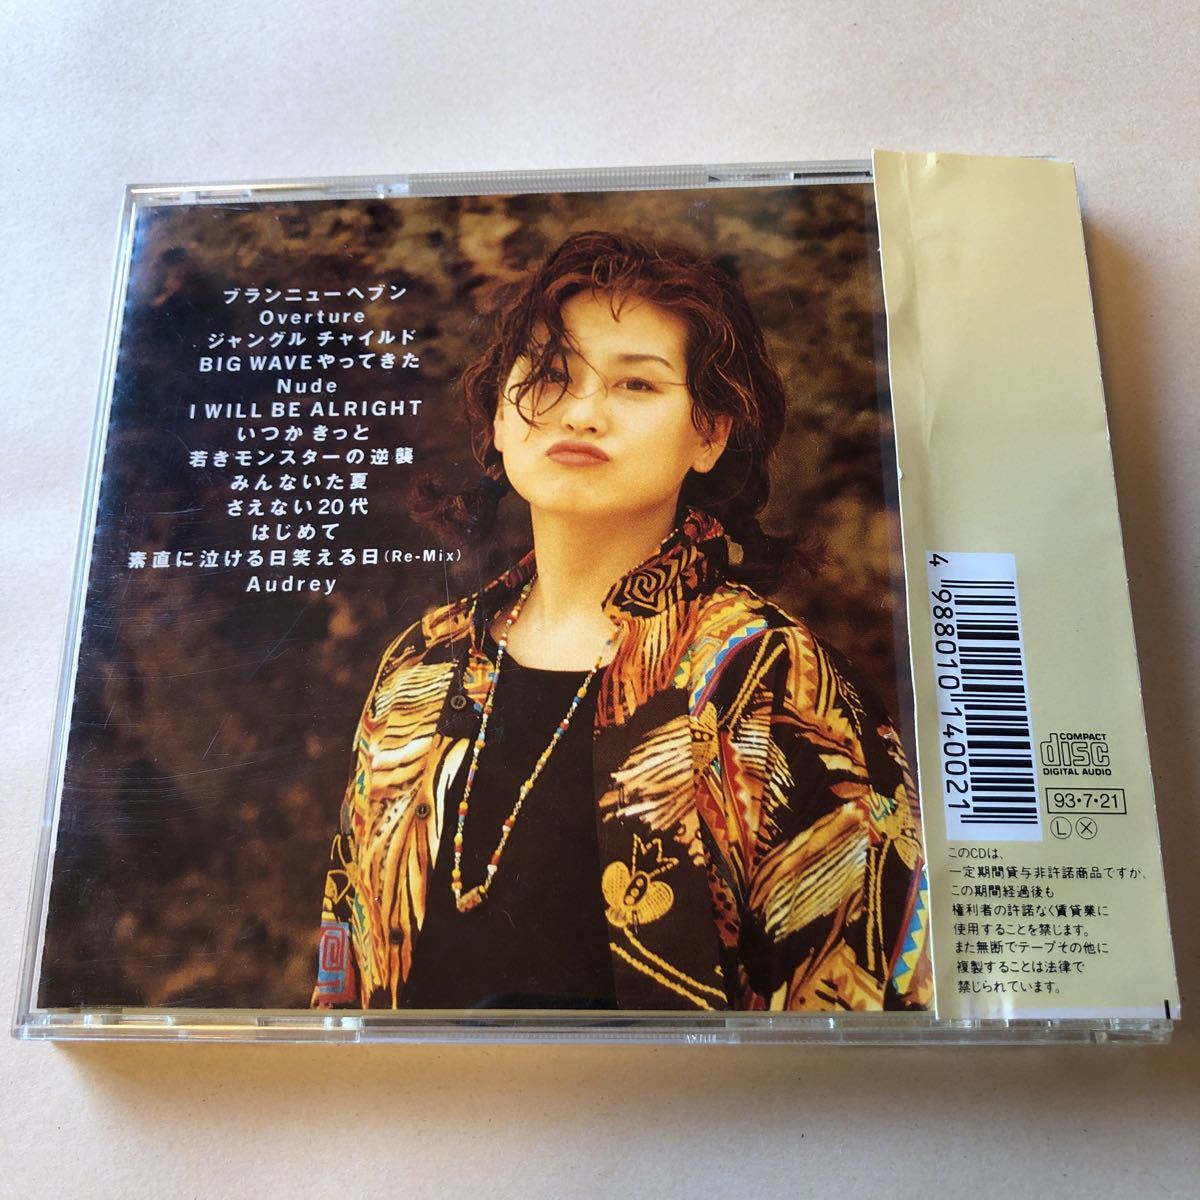 ブランニューヘブン
Overture
ジャングル チャイルド
BIG WAVEやってきた
Nude
I WILL BE ALRIGHT
いつか きっと
若きモンスターの逆襲
みんないた夏
さえない20代
はじめて
素直に泣ける日笑える日(Re-Mix)
Audrey
4 988010 140021
COMPACT
disc
DIGITAL AUDIO
93・7・21
Ⓛ Ⓧ
このCDは、
一定期間貸与非許諾商品ですが、
この期間経過後も
権利者の許諾なく賃貸業に
使用することを禁じます。
また無断でテープその他に
複製することは法律で
禁じられています。